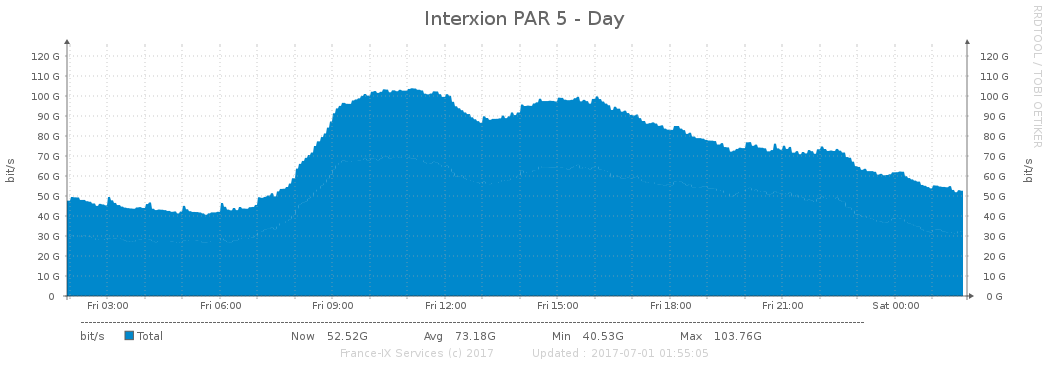 Interxion PAR 5 - Day
RRDTOOL / TOBI OETIKER
120 G 120 G
110 G 110 G
100 G 100 G
90 G 90 G
80 G 80 G
70 G 70 G
60 G 60 G
50 G 50 G
40 G 40 G
30 G 30 G
20 G 20 G
10 G 10 G
0 0 G
bit/s bit/s
Fri 03:00 Fri 06:00 Fri 09:00 Fri 12:00 Fri 15:00 Fri 18:00 Fri 21:00 Sat 00:00
bit/s Total Now 52.52G Avg 73.18G Min 40.53G Max 103.76G
France-IX Services (c) 2017 Updated : 2017-07-01 01:55:05